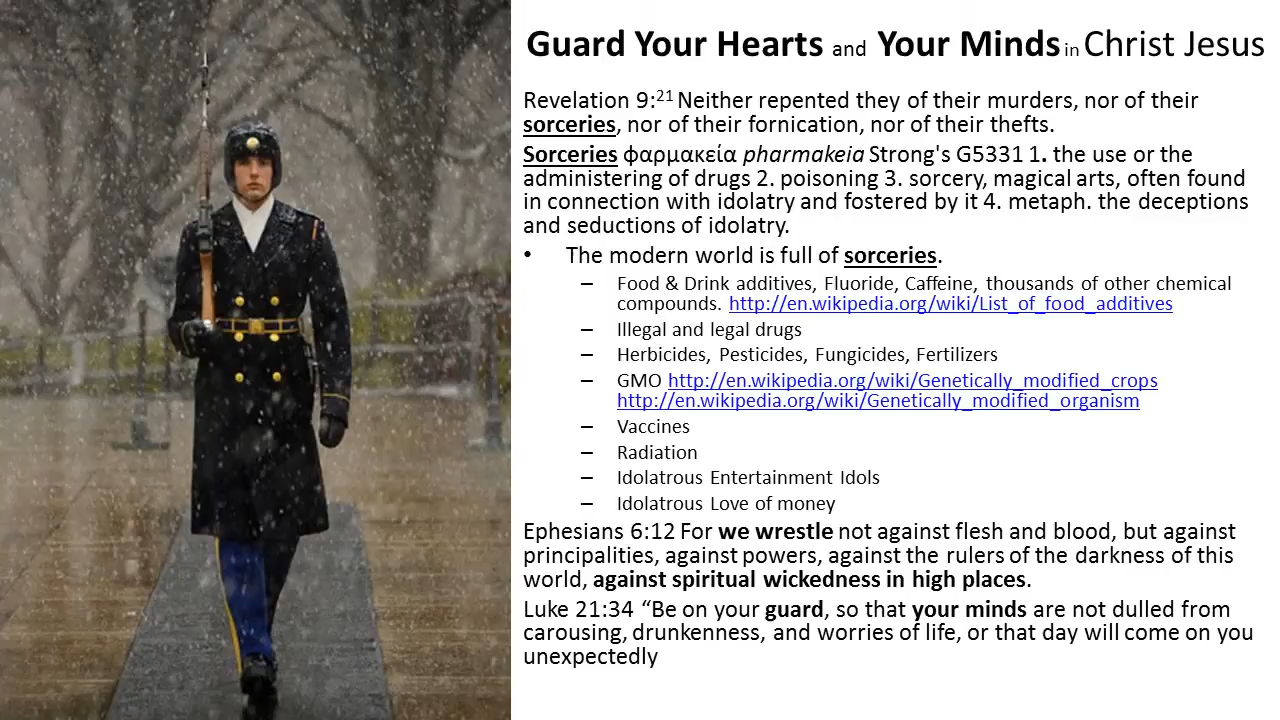 Guard Your Hearts and Your Minds in Christ Jesus
Revelation 9:21 Neither repented they of their murders, nor of their
sorceries, nor of their fornication, nor of their thefts.
Sorceries φαρμακεία pharmakeia Strong's G5331 1. the use or the
administering of drugs 2. poisoning 3. sorcery, magical arts, often found
in connection with idolatry and fostered by it 4. metaph. the deceptions
and seductions of idolatry.
• The modern world is full of sorceries.
– Food & Drink additives, Fluoride, Caffeine, thousands of other chemical
compounds. http://en.wikipedia.org/wiki/List_of_food_additives
– Illegal and legal drugs
– Herbicides, Pesticides, Fungicides, Fertilizers
– GMO http://en.wikipedia.org/wiki/Genetically_modified_crops
http://en.wikipedia.org/wiki/Genetically_modified_organism
– Vaccines
– Radiation
– Idolatrous Entertainment Idols
– Idolatrous Love of money
Ephesians 6:12 For we wrestle not against flesh and blood, but against
principalities, against powers, against the rulers of the darkness of this
world, against spiritual wickedness in high places.
Luke 21:34 “Be on your guard, so that your minds are not dulled from
carousing, drunkenness, and worries of life, or that day will come on you
unexpectedly